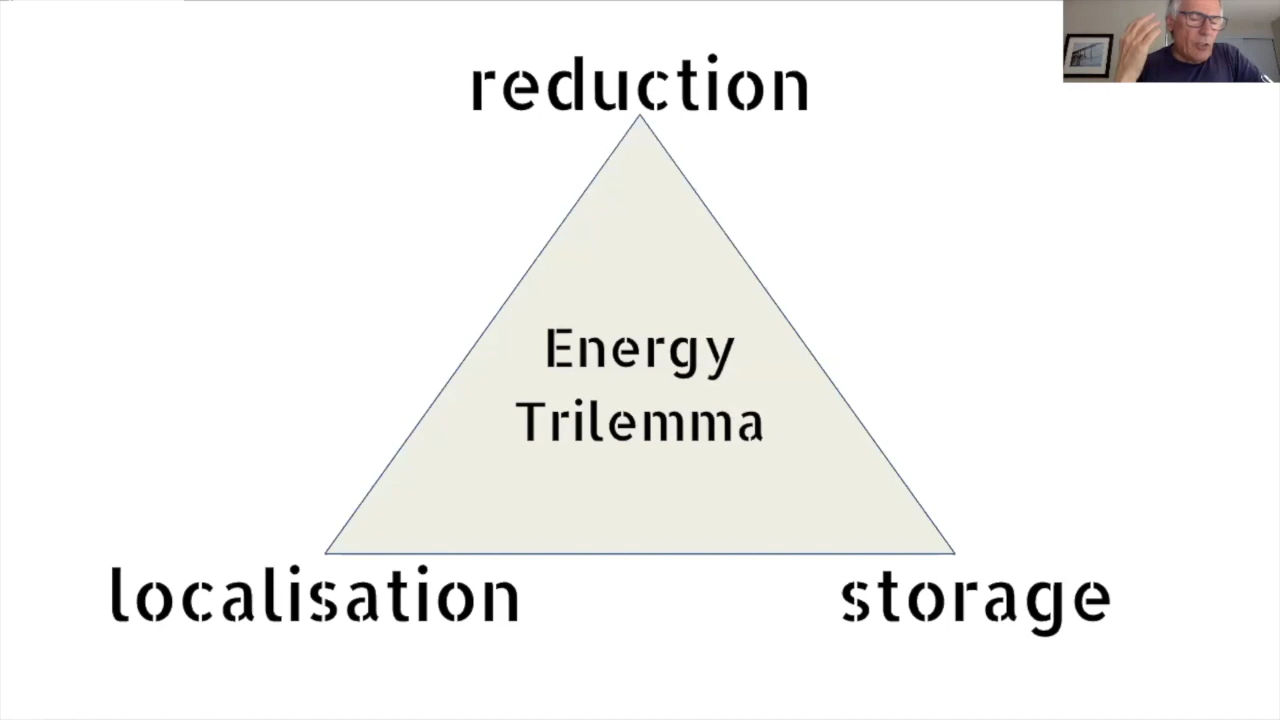 reduction
Energy
Trilemma
localisation
storage